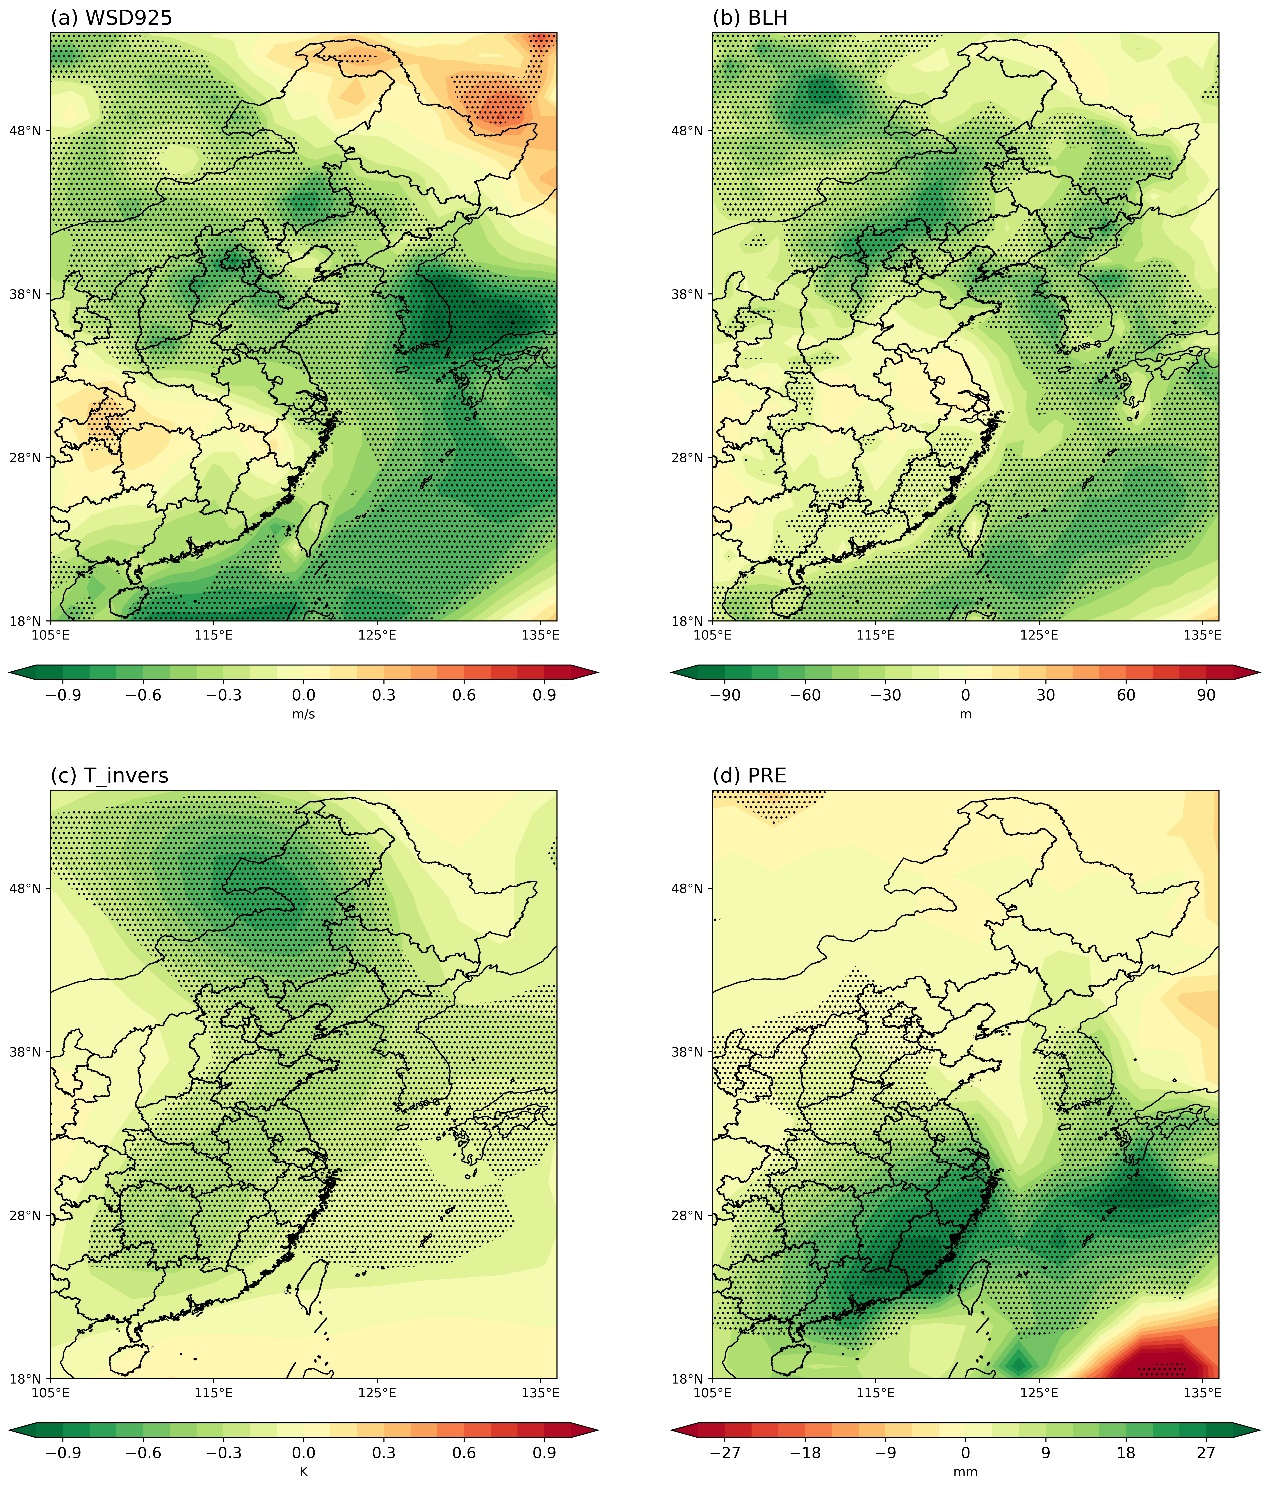 (a) WSD925
(b) BLH
48°N
38°N
28°N
18°N
105°E 115°E 125°E 135°E
−0.9 −0.6 −0.3 0.0 0.3 0.6 0.9
m/s
48°N
38°N
28°N
18°N
105°E 115°E 125°E 135°E
−90 −60 −30 0 30 60 90
m
(c) T_invers
(d) PRE
48°N
38°N
28°N
18°N
105°E 115°E 125°E 135°E
−0.9 −0.6 −0.3 0.0 0.3 0.6 0.9
K
48°N
38°N
28°N
18°N
105°E 115°E 125°E 135°E
−27 −18 −9 0 9 18 27
mm